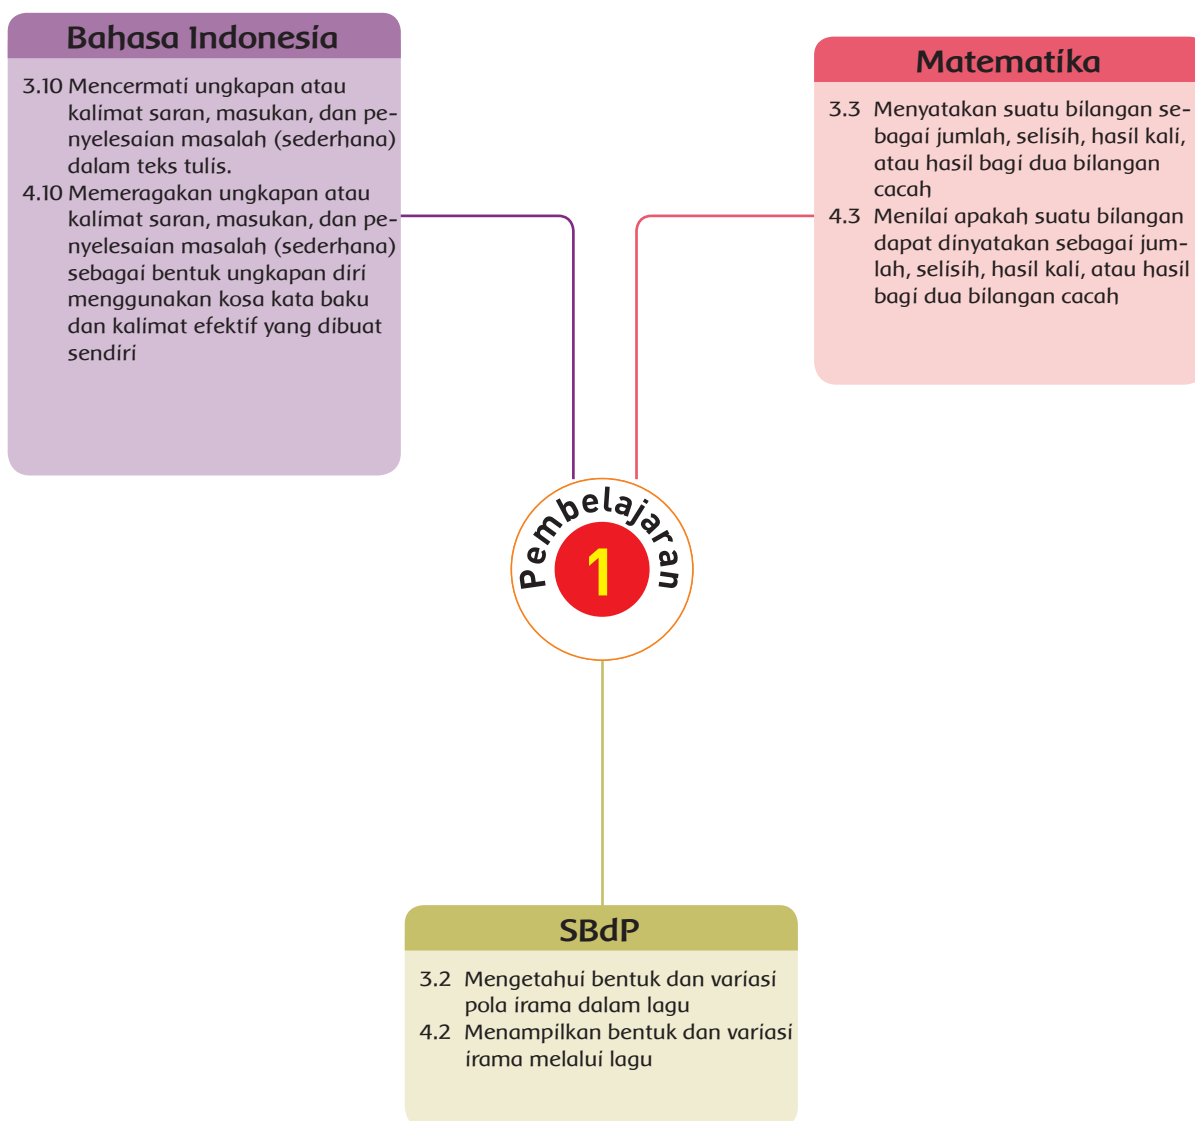 Bahasa Indonesia
3.10 Mencermati ungkapan atau
kalimat saran, masukan, dan pe-
nyelesaian masalah (sederhana)
dalam teks tulis.
4.10 Memeragakan ungkapan atau
kalimat saran, masukan, dan pe-
nyelesaian masalah (sederhana)
sebagai bentuk ungkapan diri
menggunakan kosa kata baku
dan kalimat efektif yang dibuat
sendiri
Matematika
3.3 Menyatakan suatu bilangan se-
bagai jumlah, selisih, hasil kali,
atau hasil bagi dua bilangan
cacah
4.3 Menilai apakah suatu bilangan
dapat dinyatakan sebagai jum-
lah, selisih, hasil kali, atau hasil
bagi dua bilangan cacah
Pembelajaran
1
SBdP
3.2 Mengetahui bentuk dan variasi
pola irama dalam lagu
4.2 Menampilkan bentuk dan variasi
irama melalui lagu